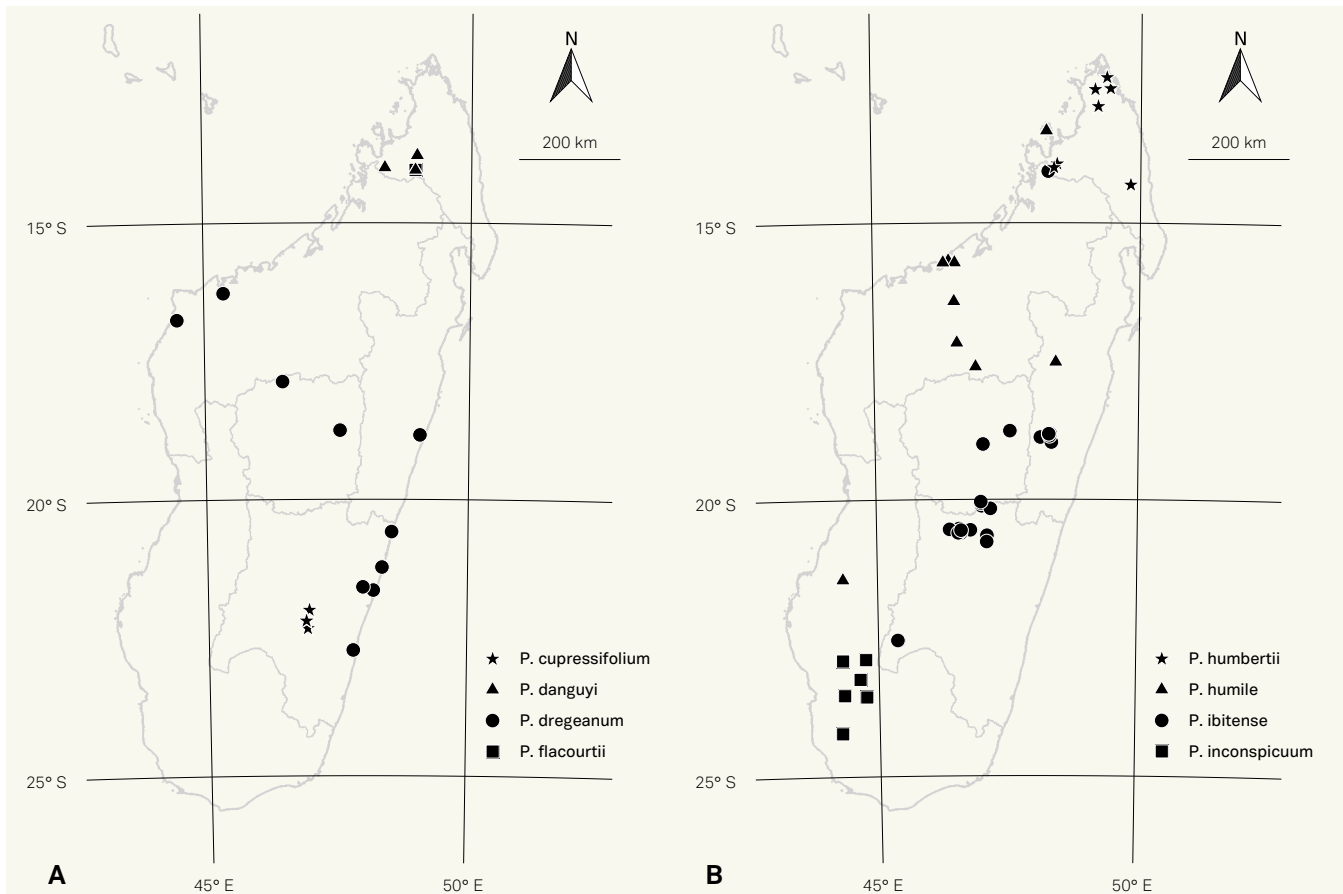 N
200 km
15° S
20° S
P. cupressifolium
P. danguyi
P. dregeanum
P. flacourtii
25° S
A
45° E
50° E
N
200 km
15° S
20° S
P. humbertii
P. humile
P. ibitense
P. inconspicuum
25° S
B
45° E
50° E